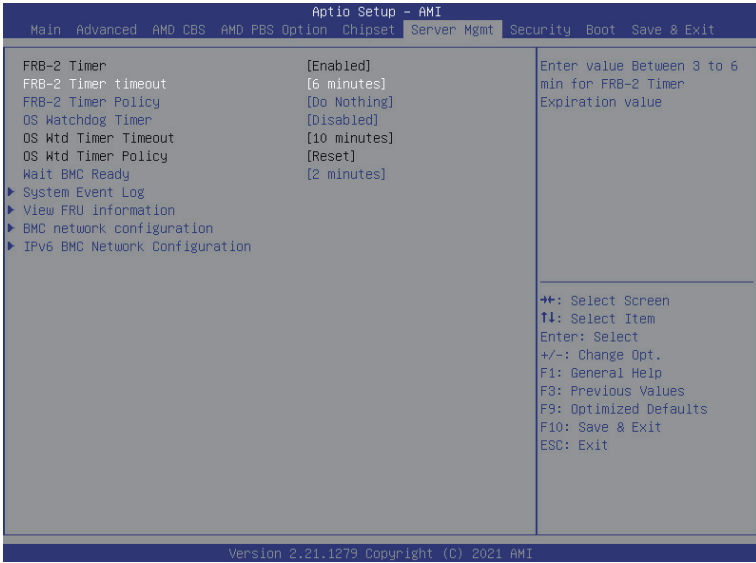 Aptio Setup – AMI
Main Advanced AMD CBS AMD PBS Option Chipset Server Mgmt Security Boot Save & Exit
FRB-2 Timer [Enabled]
FRB-2 Timer timeout [6 minutes]
FRB-2 Timer Policy [Do Nothing]
OS Watchdog Timer [Disabled]
OS Wtd Timer Timeout [10 minutes]
OS Wtd Timer Policy [Reset]
Wait BMC Ready [2 minutes]
System Event Log
View FRU information
BMC network configuration
IPv6 BMC Network Configuration
Enter value Between 3 to 6
min for FRB-2 Timer
Expiration value
→←: Select Screen
↑↓: Select Item
Enter: Select
+/-: Change Opt.
F1: General Help
F3: Previous Values
F9: Optimized Defaults
F10: Save & Exit
ESC: Exit
Version 2.21.1279 Copyright (C) 2021 AMI